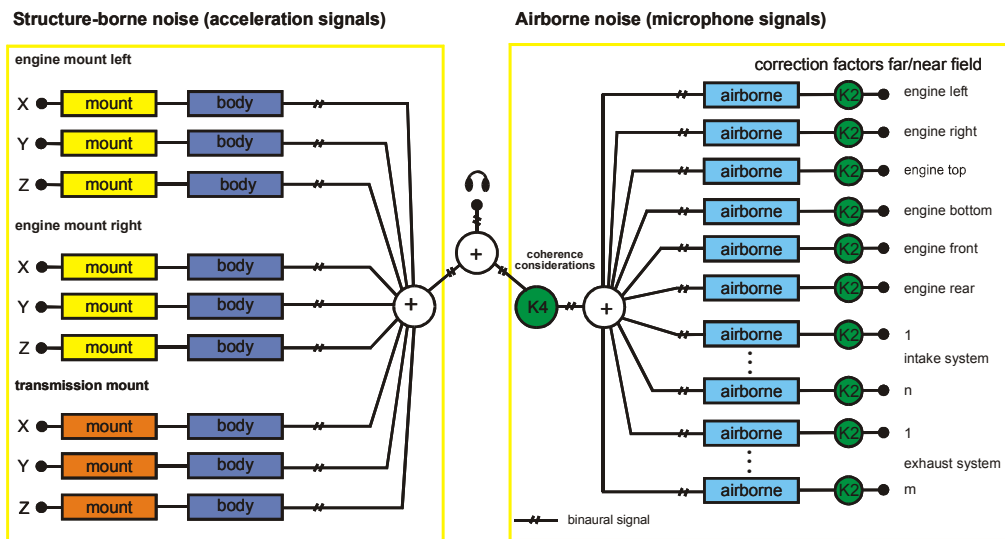 Structure-borne noise (acceleration signals)
engine mount left
X mount body
Y mount body
Z mount body
engine mount right
X mount body
Y mount body
Z mount body
transmission mount
X mount body
Y mount body
Z mount body
+
+
coherence
considerations
K4
+
Airborne noise (microphone signals)
correction factors far/near field
airborne K2 engine left
airborne K2 engine right
airborne K2 engine top
airborne K2 engine bottom
airborne K2 engine front
airborne K2 engine rear
airborne K2 1
intake system
airborne K2 n
airborne K2 1
exhaust system
airborne K2 m
binaural signal